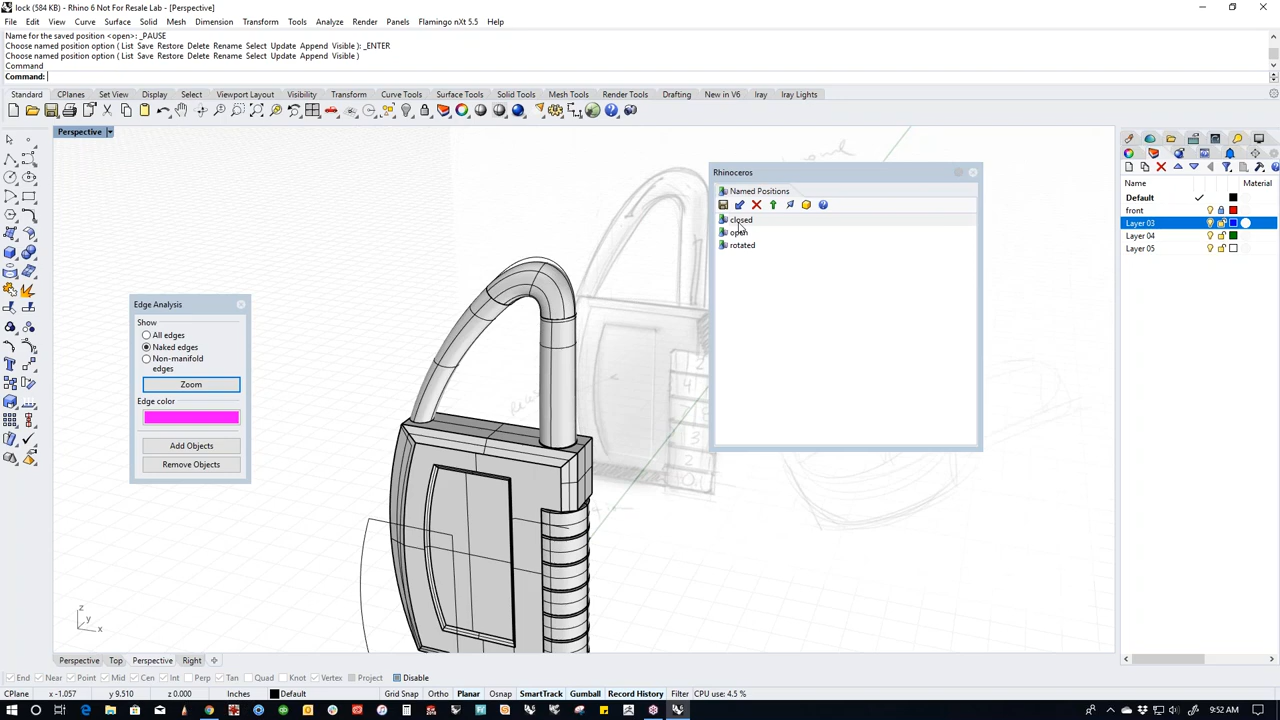 lock (584 KB) - Rhino 6 Not For Resale Lab - [Perspective]
File Edit View Curve Surface Solid Mesh Dimension Transform Tools Analyze Render Panels Flamingo nXt 5.5 Help
Name for the saved position <open>: _PAUSE
Choose named position option ( List Save Restore Delete Rename Select Update Append Visible ): _ENTER
Choose named position option ( List Save Restore Delete Rename Select Update Append Visible )
Command
Command:
Standard CPlanes Set View Display Select Viewport Layout Visibility Transform Curve Tools Surface Tools Solid Tools Mesh Tools Render Tools Drafting New in V6 Iray Iray Lights
Perspective
Rhinoceros
Named Positions
closed
open
rotated
Edge Analysis
Show
All edges
Naked edges
Non-manifold
edges
Zoom
Edge color
Add Objects
Remove Objects
Name Material
Default
front
Layer 03
Layer 04
Layer 05
z
y
x
Perspective Top Perspective Right
End Near Point Mid Cen Int Perp Tan Quad Knot Vertex Project Disable
CPlane x -1.057 y 9.510 z 0.000 Inches Default Grid Snap Ortho Planar Osnap SmartTrack Gumball Record History Filter CPU use: 4.5 %
9:52 AM